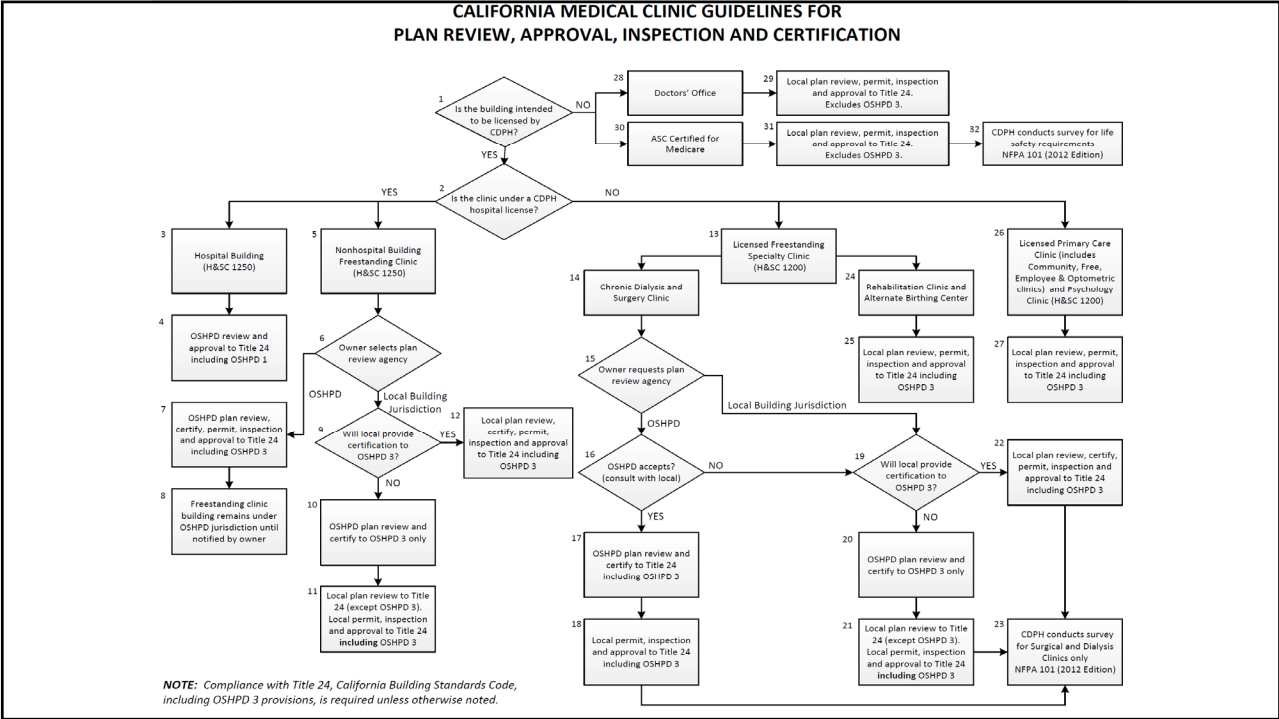 CALIFORNIA MEDICAL CLINIC GUIDELINES FOR
PLAN REVIEW, APPROVAL, INSPECTION AND CERTIFICATION
1
Is the building intended
to be licensed by
CDPH?
NO
YES
28
Doctors' Office
29
Local plan review, permit, inspection
and approval to Title 24.
Excludes OSHPD 3.
30
ASC Certified for
Medicare
31
Local plan review, permit, inspection
and approval to Title 24.
Excludes OSHPD 3.
32
CDPH conducts survey for life
safety requirements
NFPA 101 (2012 Edition)
2
Is the clinic under a CDPH
hospital license?
YES
NO
3
Hospital Building
(H&SC 1250)
4
OSHPD review and
approval to Title 24
including OSHPD 1
5
Nonhospital Building
Freestanding Clinic
(H&SC 1250)
6
Owner selects plan
review agency
OSHPD
Local Building
Jurisdiction
7
OSHPD plan review,
certify, permit, inspection
and approval to Title 24
including OSHPD 3
8
Freestanding clinic
building remains under
OSHPD jurisdiction until
notified by owner
9
Will local provide
certification to
OSHPD 3?
YES
NO
12
Local plan review,
certify, permit,
inspection and approval
to Title 24 including
OSHPD 3
10
OSHPD plan review and
certify to OSHPD 3 only
11
Local plan review to Title
24 (except OSHPD 3).
Local permit, inspection
and approval to Title 24
including OSHPD 3
13
Licensed Freestanding
Specialty Clinic
(H&SC 1200)
14
Chronic Dialysis and
Surgery Clinic
15
Owner requests plan
review agency
OSHPD
Local Building Jurisdiction
16
OSHPD accepts?
(consult with local)
NO
YES
17
OSHPD plan review and
certify to Title 24
including OSHPD 3
18
Local permit, inspection
and approval to Title 24
including OSHPD 3
24
Rehabilitation Clinic and
Alternate Birthing Center
25
Local plan review, permit,
inspection and approval
to Title 24 including
OSHPD 3
19
Will local provide
certification to
OSHPD 3?
YES
NO
22
Local plan review, certify,
permit, inspection and
approval to Title 24
including OSHPD 3
20
OSHPD plan review and
certify to OSHPD 3 only
21
Local plan review to Title
24 (except OSHPD 3).
Local permit, inspection
and approval to Title 24
including OSHPD 3
23
CDPH conducts survey
for Surgical and Dialysis
Clinics only
NFPA 101 (2012 Edition)
26
Licensed Primary Care
Clinic (includes
Community, Free,
Employee & Optometric
clinics) and Psychology
Clinic (H&SC 1200)
27
Local plan review, permit,
inspection and approval
to Title 24 including
OSHPD 3
NOTE: Compliance with Title 24, California Building Standards Code,
including OSHPD 3 provisions, is required unless otherwise noted.